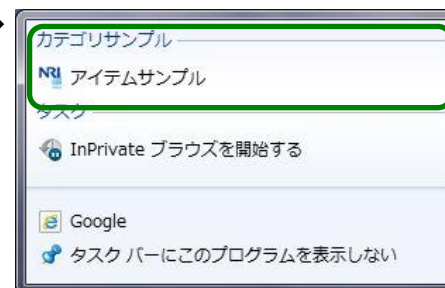 カテゴリサンプル
NRI アイテムサンプル
タスク
InPrivate ブラウズを開始する
Google
タスク バーにこのプログラムを表示しない